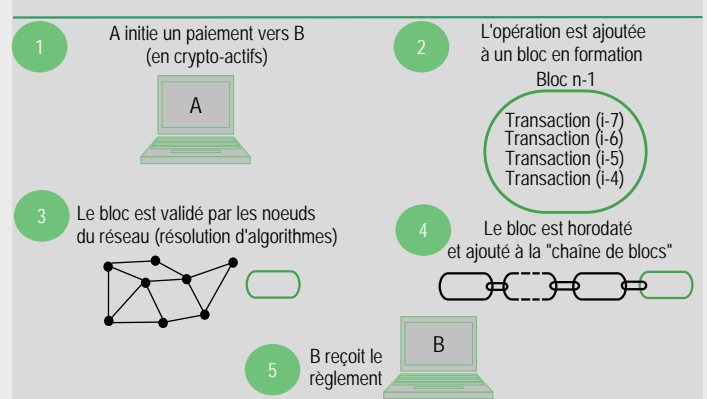 1
A initie un paiement vers B
(en crypto-actifs)
A
2
L'opération est ajoutée
à un bloc en formation
Bloc n-1
Transaction (i-7)
Transaction (i-6)
Transaction (i-5)
Transaction (i-4)
3
Le bloc est validé par les noeuds
du réseau (résolution d'algorithmes)
4
Le bloc est horodaté
et ajouté à la "chaîne de blocs"
5
B reçoit le
règlement
B